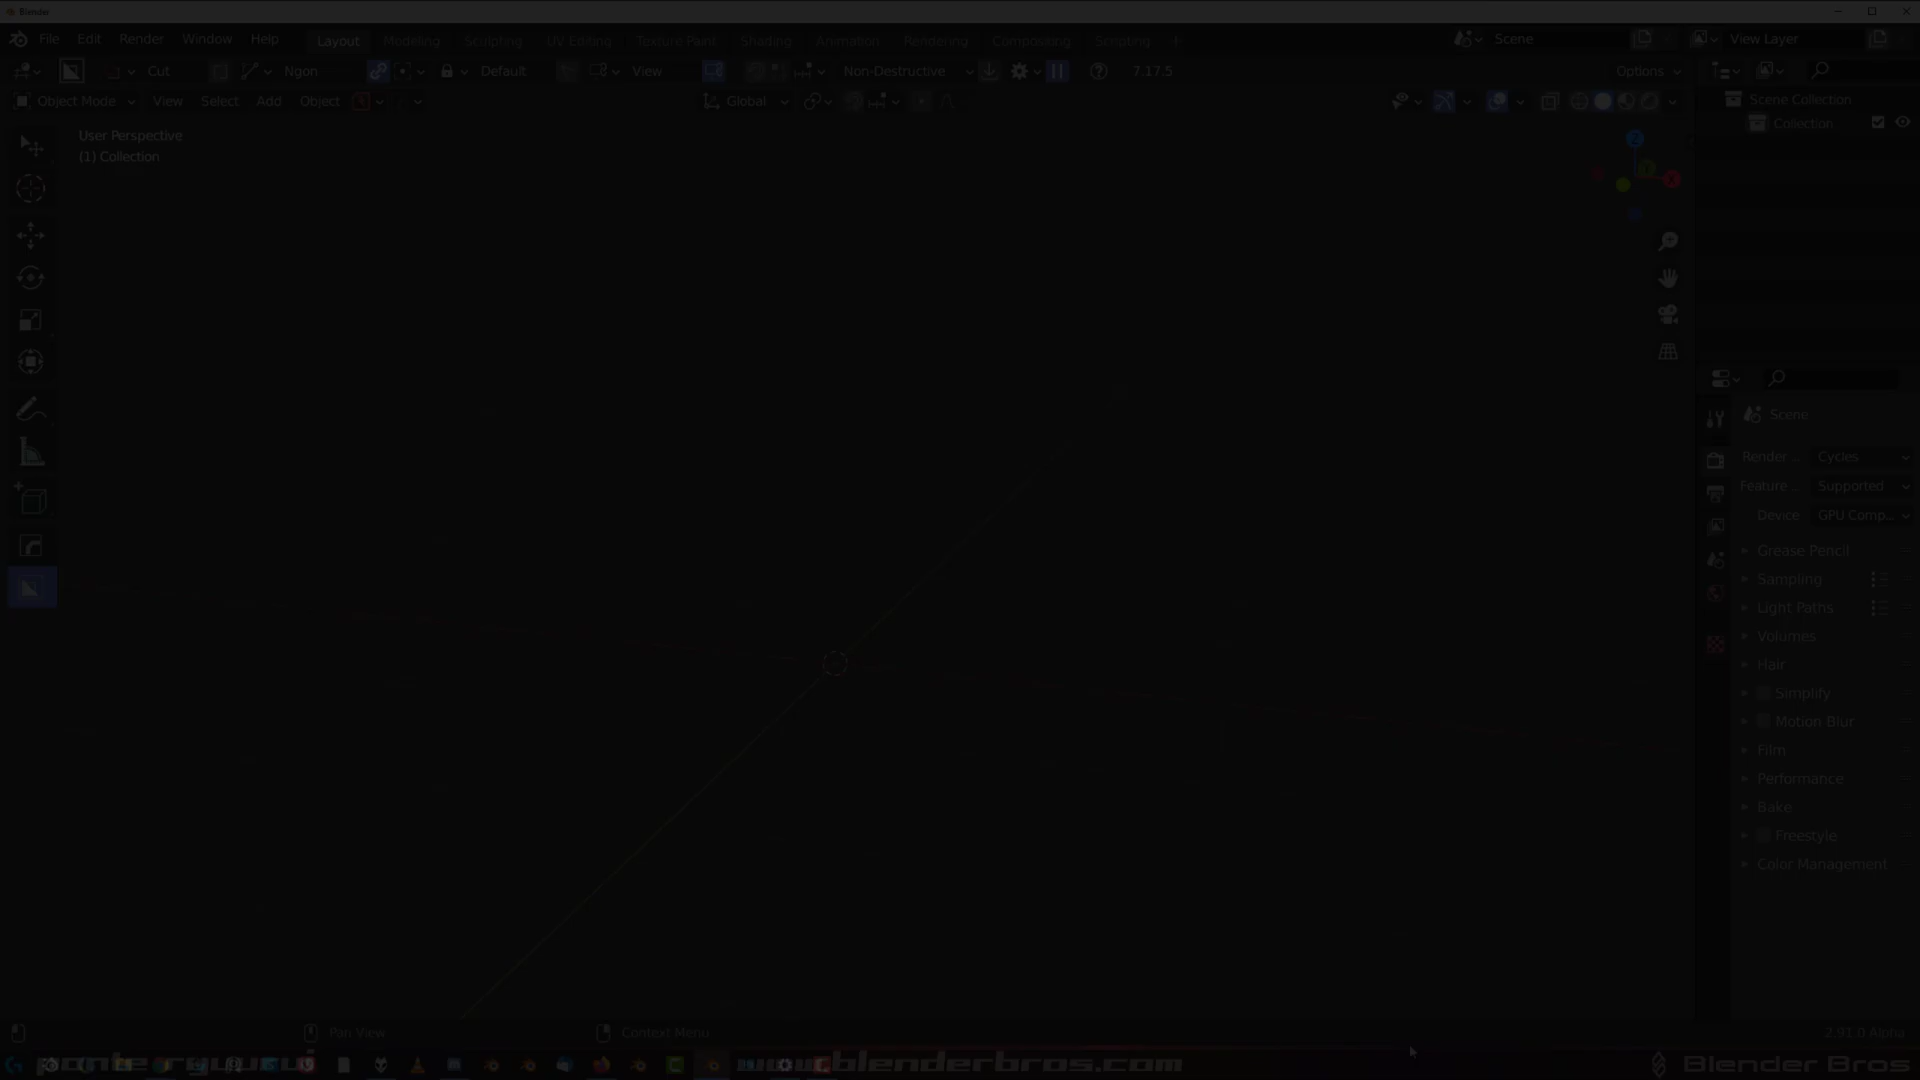 Blender
File Edit Render Window Help Layout Modeling Sculpting UV Editing Texture Paint Shading Animation Rendering Compositing Scripting + Scene View Layer
Cut Ngon Default View Non-Destructive 7.17.5 Options
Object Mode View Select Add Object Global
Scene Collection
Collection
User Perspective
(1) Collection
Z
Y
X
Scene
Render ... Cycles
Feature ... Supported
Device GPU Comp...
Grease Pencil
Sampling
Light Paths
Volumes
Hair
Simplify
Motion Blur
Film
Performance
Bake
Freestyle
Color Management
Pan View Context Menu 2.91.0 Alpha
www.blenderbros.com Blender Bros